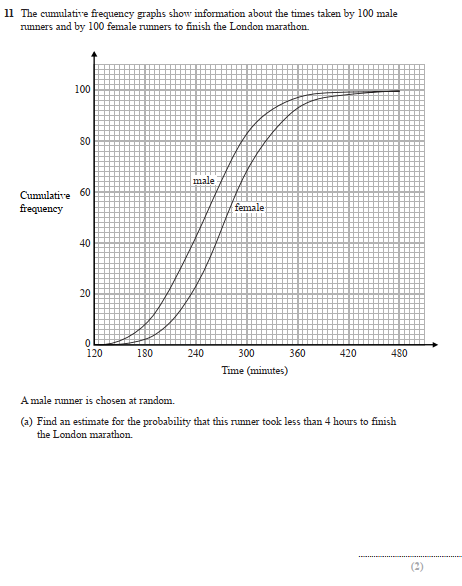 11 The cumulative frequency graphs show information about the times taken by 100 male
runners and by 100 female runners to finish the London marathon.
100
80
male
Cumulative 60
frequency
female
40
20
0
120 180 240 300 360 420 480
Time (minutes)
A male runner is chosen at random.
(a) Find an estimate for the probability that this runner took less than 4 hours to finish
the London marathon.
(2)